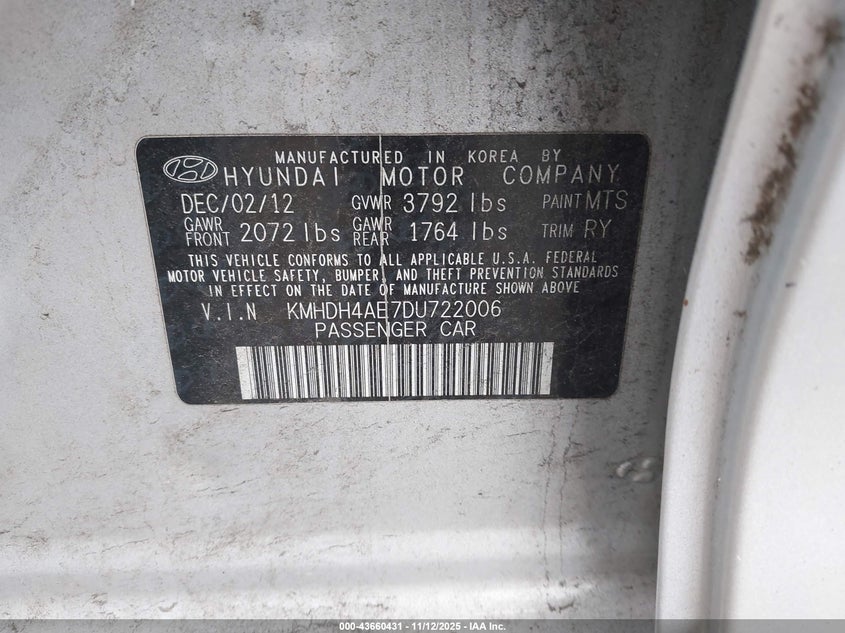 MANUFACTURED IN KOREA BY
HYUNDAI MOTOR COMPANY
DEC/02/12 GVWR 3792 lbs PAINT MTS
GAWR FRONT 2072 lbs GAWR REAR 1764 lbs TRIM RY
THIS VEHICLE CONFORMS TO ALL APPLICABLE U.S.A. FEDERAL
MOTOR VEHICLE SAFETY, BUMPER, AND THEFT PREVENTION STANDARDS
IN EFFECT ON THE DATE OF MANUFACTURE SHOWN ABOVE
V.I.N KMHDH4AE7DU722006
PASSENGER CAR
000-43660431 - 11/12/2025 - IAA Inc.